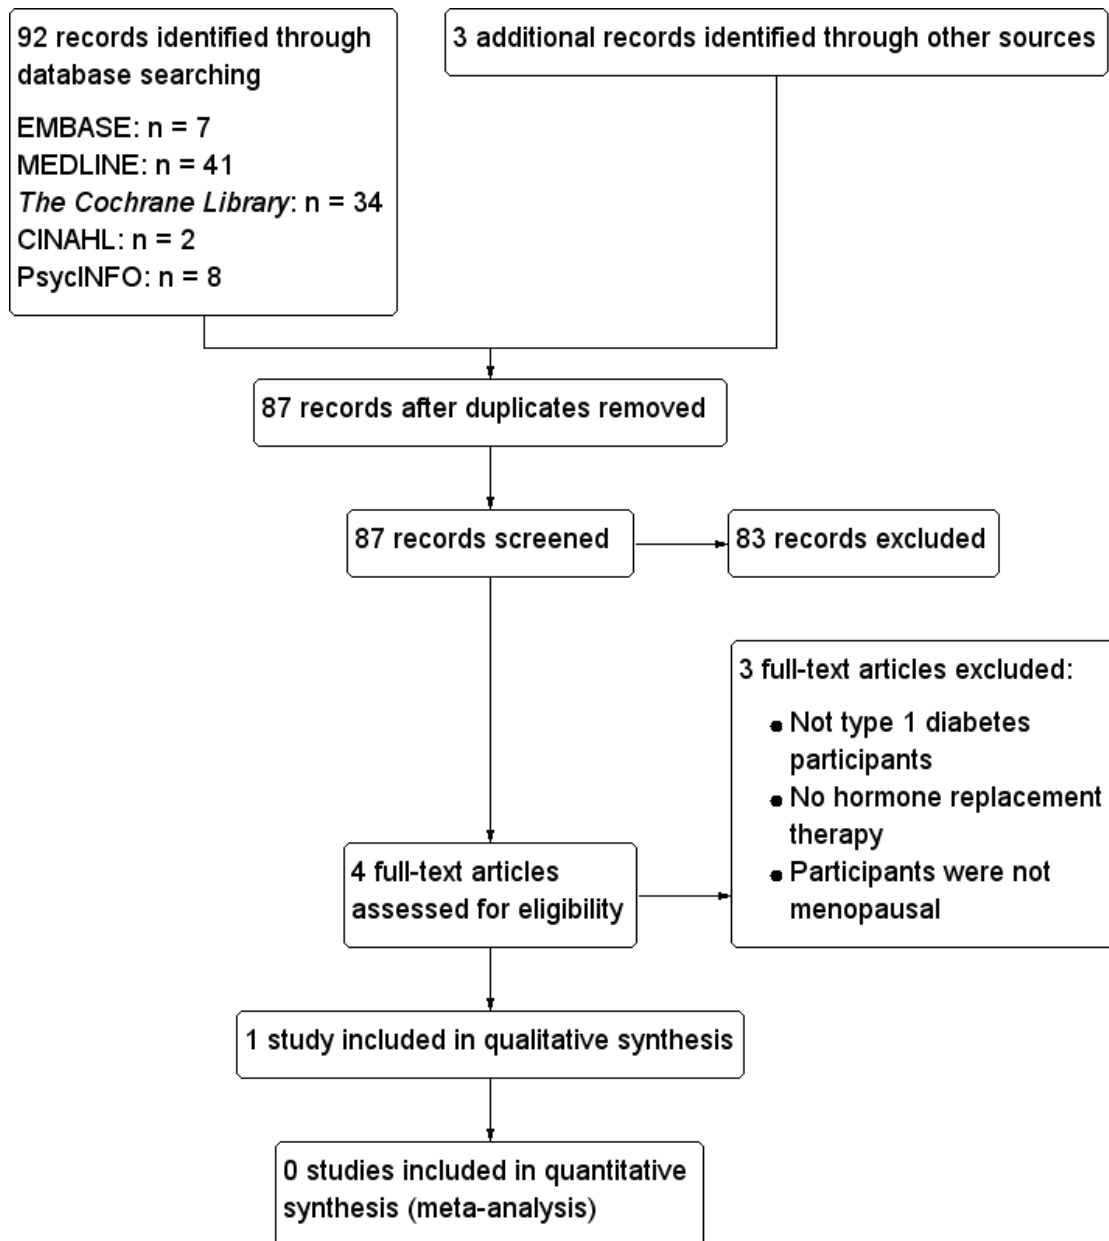 92 records identified through
database searching
EMBASE: n = 7
MEDLINE: n = 41
The Cochrane Library: n = 34
CINAHL: n = 2
PsycINFO: n = 8
3 additional records identified through other sources
87 records after duplicates removed
87 records screened
83 records excluded
3 full-text articles excluded:
● Not type 1 diabetes
participants
● No hormone replacement
therapy
● Participants were not
menopausal
4 full-text articles
assessed for eligibility
1 study included in qualitative synthesis
0 studies included in quantitative
synthesis (meta-analysis)